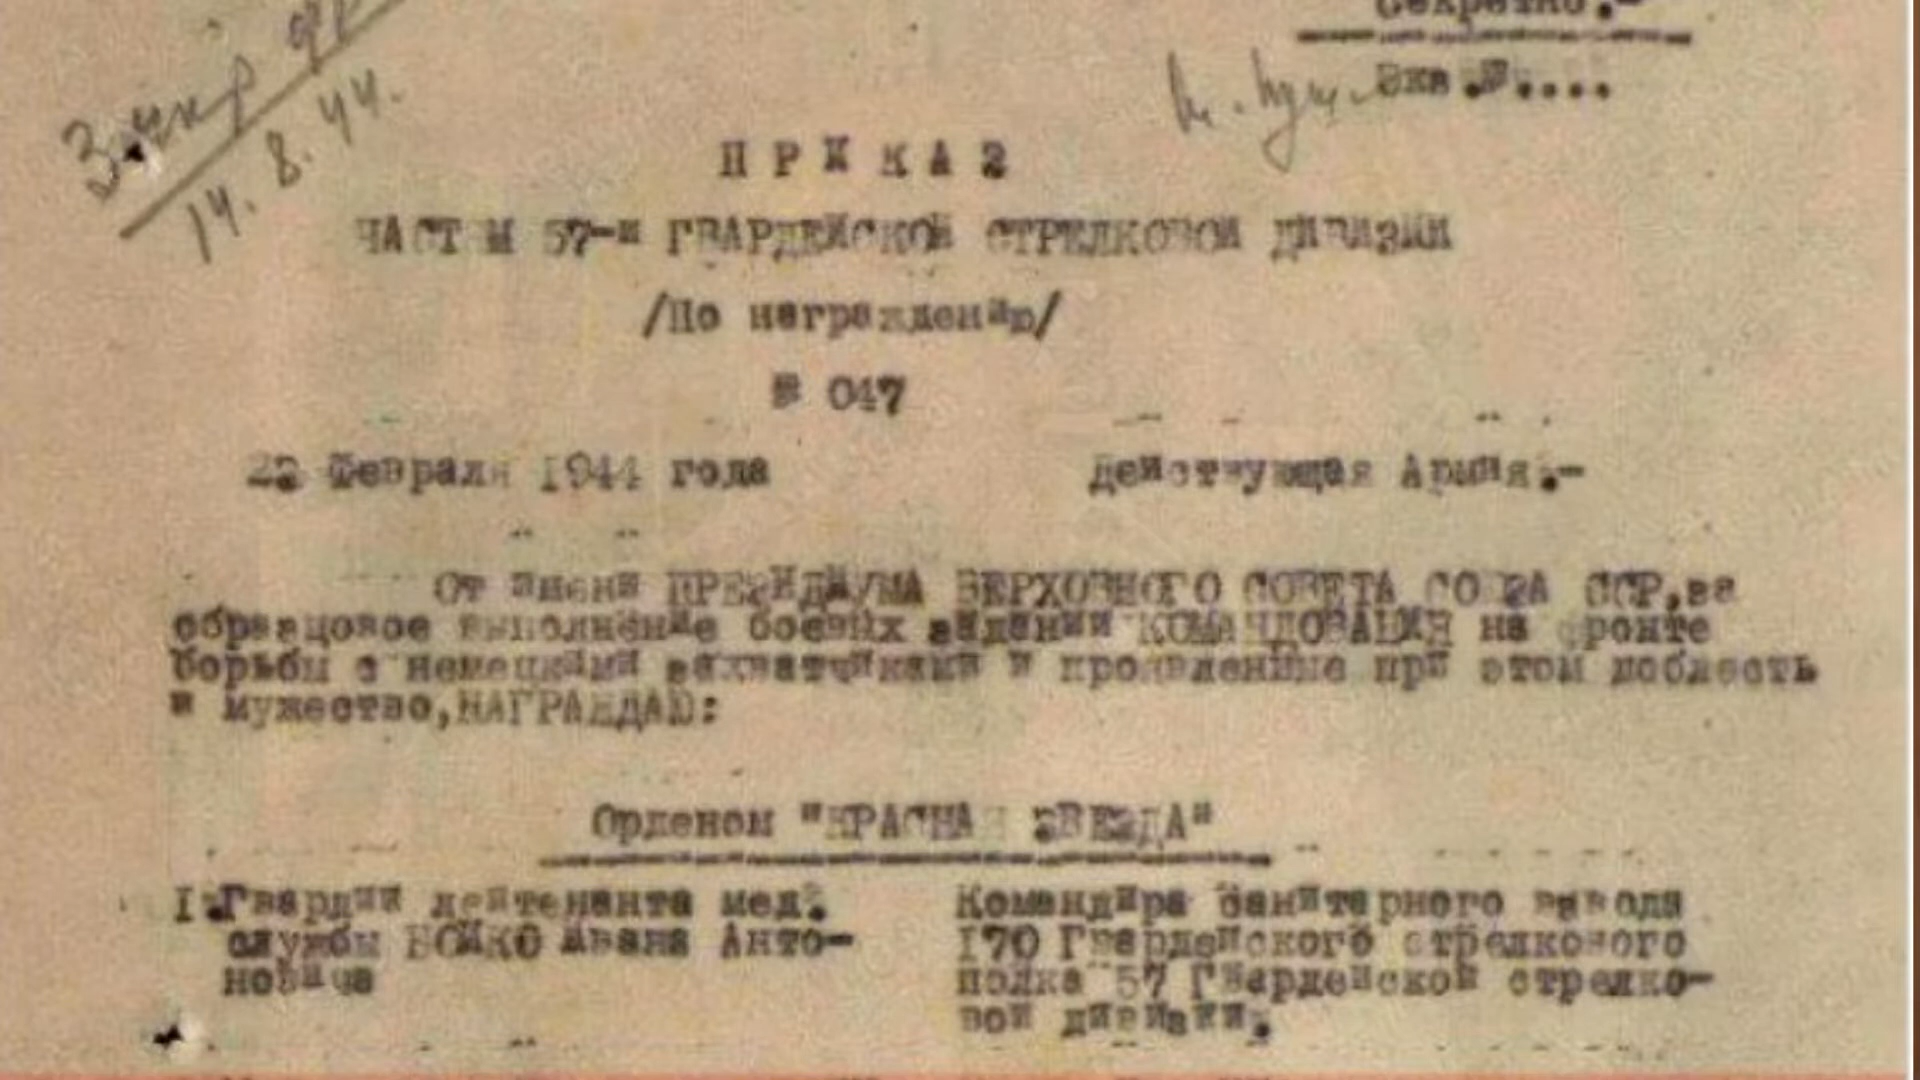 Секретно.-
Экз.№....
14.8.44.
ПРИКАЗ
ЧАСТЯМ 57-й ГВАРДЕЙСКОЙ СТРЕЛКОВОЙ ДИВИЗИИ
/По награждению/
№ 047
Февраля 1944 года
Действующая Армия.-
От имени ПРЕЗИДИУМА ВЕРХОВНОГО СОВЕТА СОЮЗА ССР,за
образцовое выполнение боевых заданий КОМАНДОВАНИЯ на фронте
борьбы с немецкими захватчиками и проявленные при этом доблесть
и мужество,НАГРАЖДАЮ:
Орденом "КРАСНАЯ ЗВЕЗДА"
I.Гвардии лейтенанта мед.
службы БОЙКО Ивана Анто-
новича
Командира санитарного взвода
170 Гвардейского стрелкового
полка 57 Гвардейской стрелко-
вой дивизии.